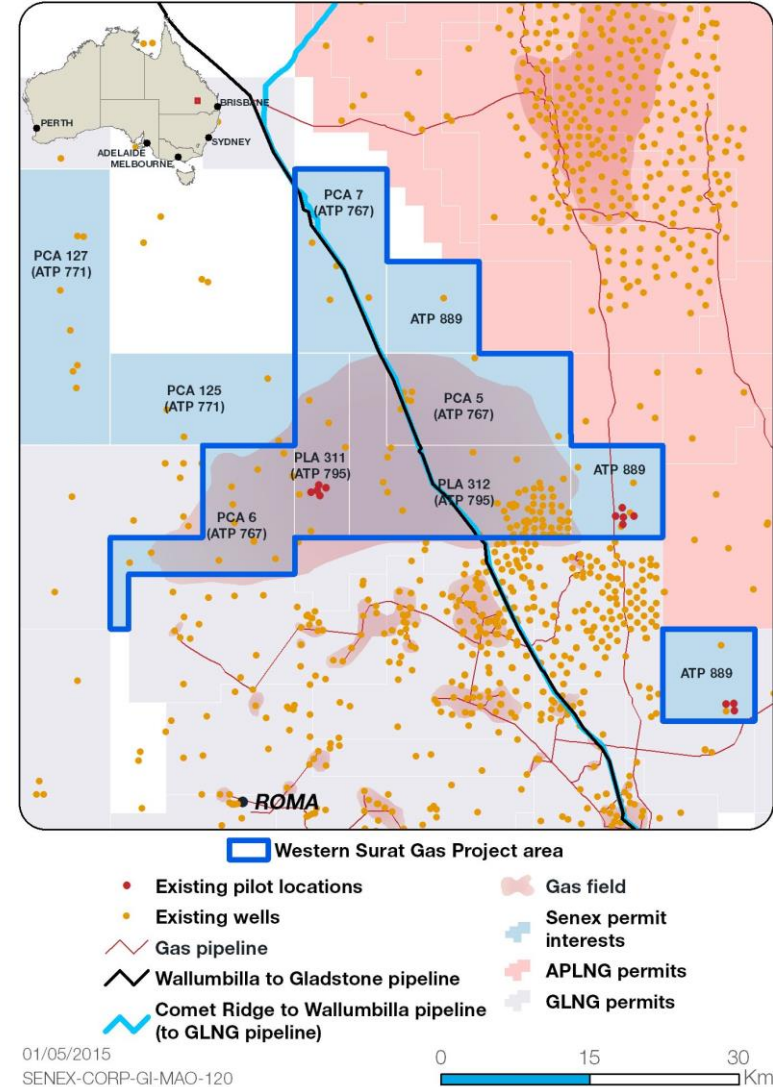 BRISBANE
PERTH
SYDNEY
ADELAIDE
MELBOURNE
PCA 7
(ATP 767)
PCA 127
(ATP 771)
ATP 889
PCA 125
(ATP 771)
PCA 5
(ATP 767)
PLA 311
(ATP 795)
ATP 889
PLA 312
(ATP 795)
PCA 6
(ATP 767)
ATP 889
ROMA
Western Surat Gas Project area
Existing pilot locations
Existing wells
Gas pipeline
Wallumbilla to Gladstone pipeline
Comet Ridge to Wallumbilla pipeline
(to GLNG pipeline)
Gas field
Senex permit
interests
APLNG permits
GLNG permits
01/05/2015
SENEX-CORP-GI-MAO-120
0 15 30
Km